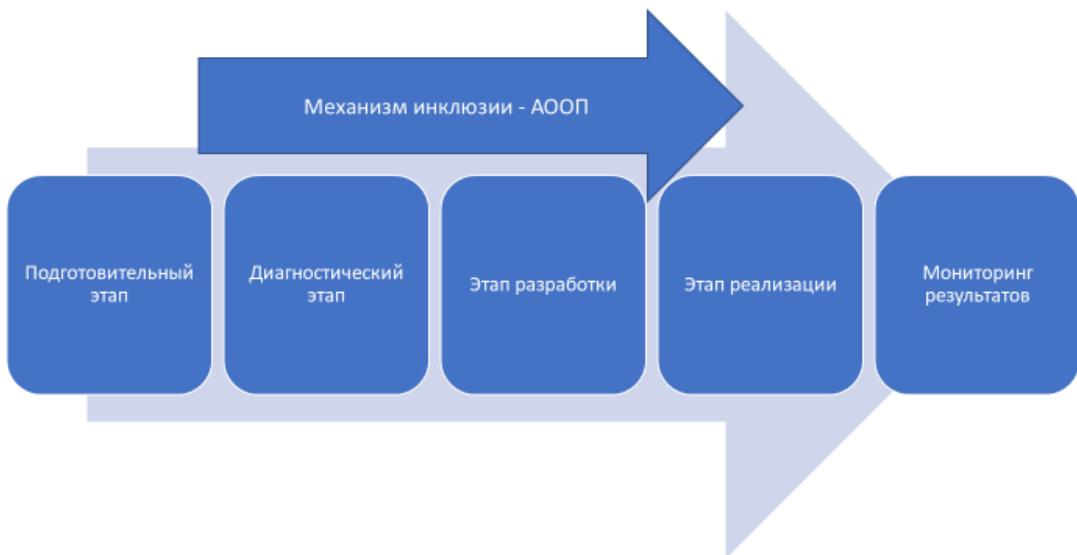 Механизм инклюзии - АООП
Подготовительный
этап
Диагностический
этап
Этап разработки
Этап реализации
Мониторинг
результатов